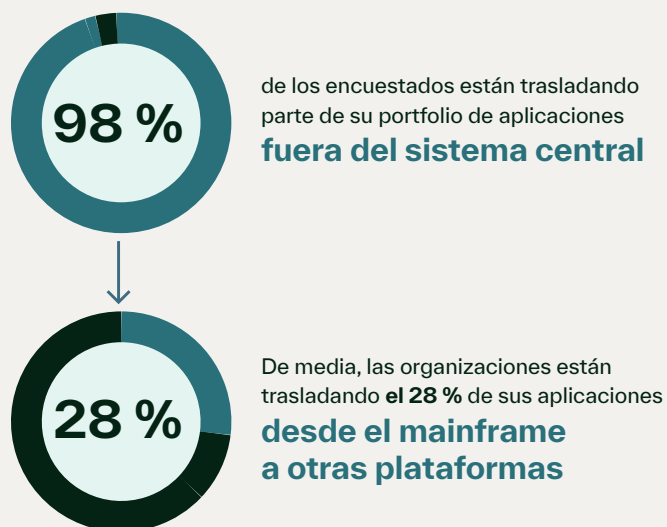 98 %
de los encuestados están trasladando
parte de su portfolio de aplicaciones
fuera del sistema central
28 %
De media, las organizaciones están
trasladando el 28 % de sus aplicaciones
desde el mainframe
a otras plataformas